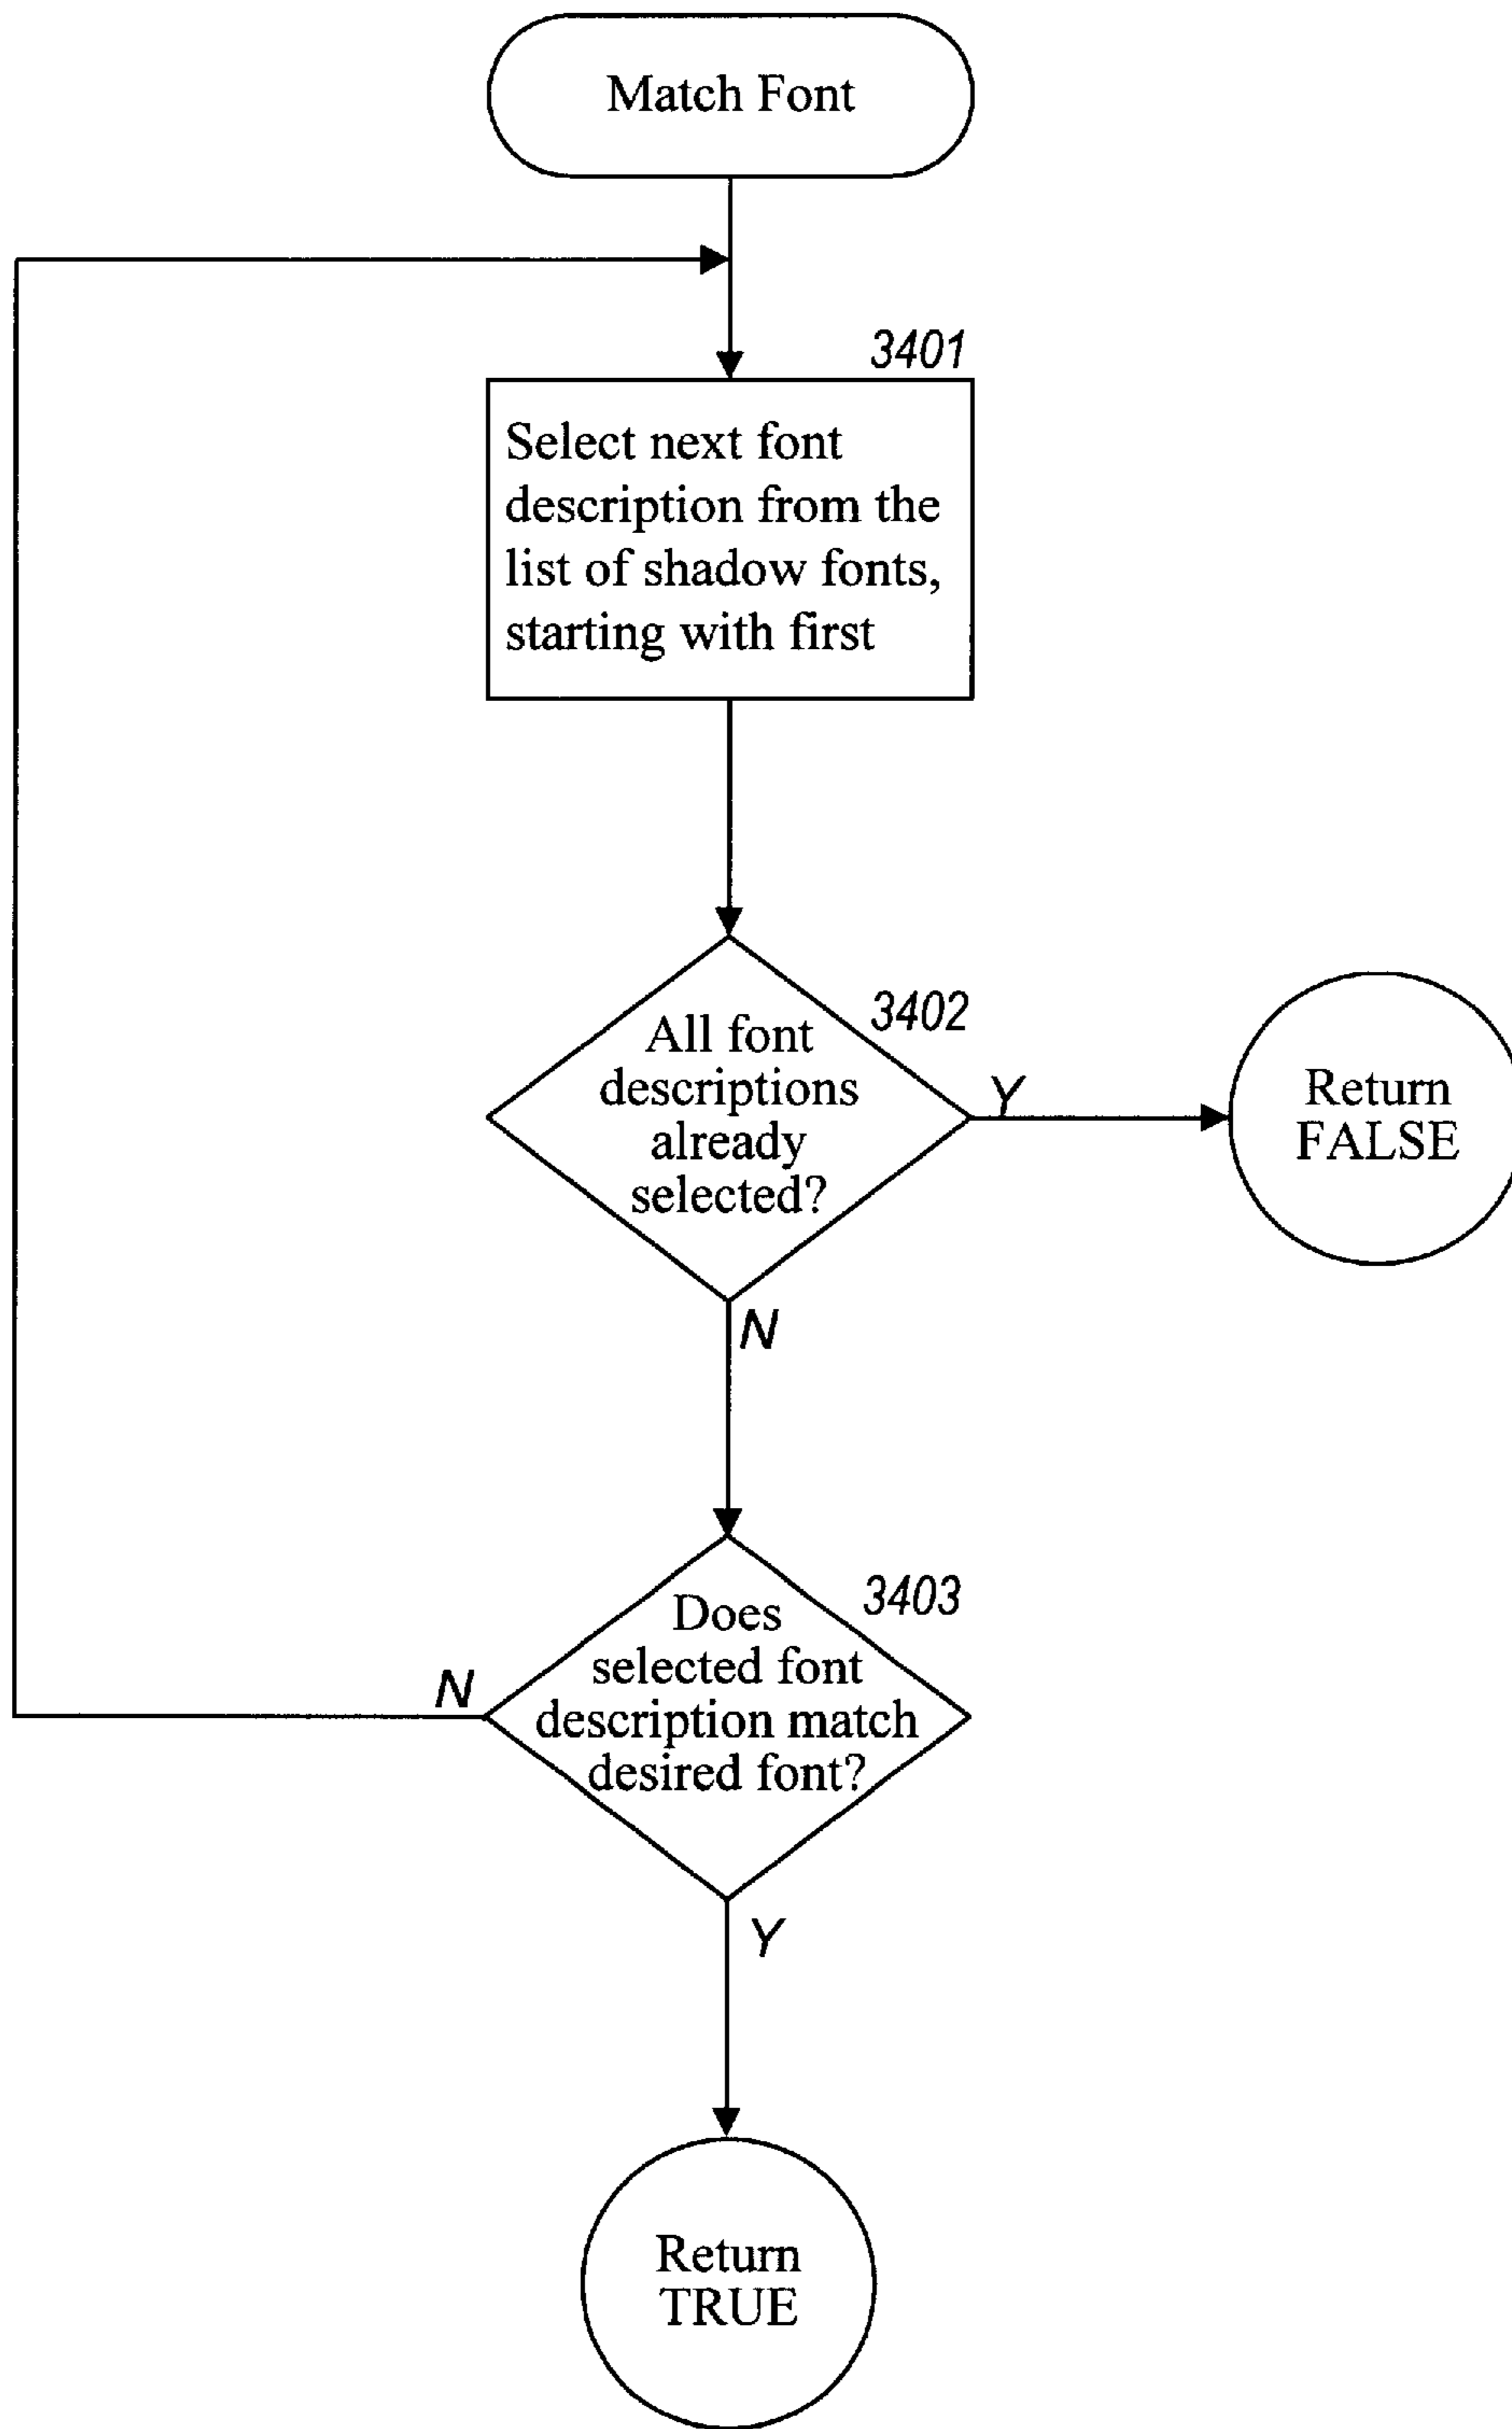 Match Font
3401
Select next font
description from the
list of shadow fonts,
starting with first
3402
All font
descriptions
already
selected?
Y
Return
FALSE
N
3403
Does
selected font
description match
desired font?
N
Y
Return
TRUE